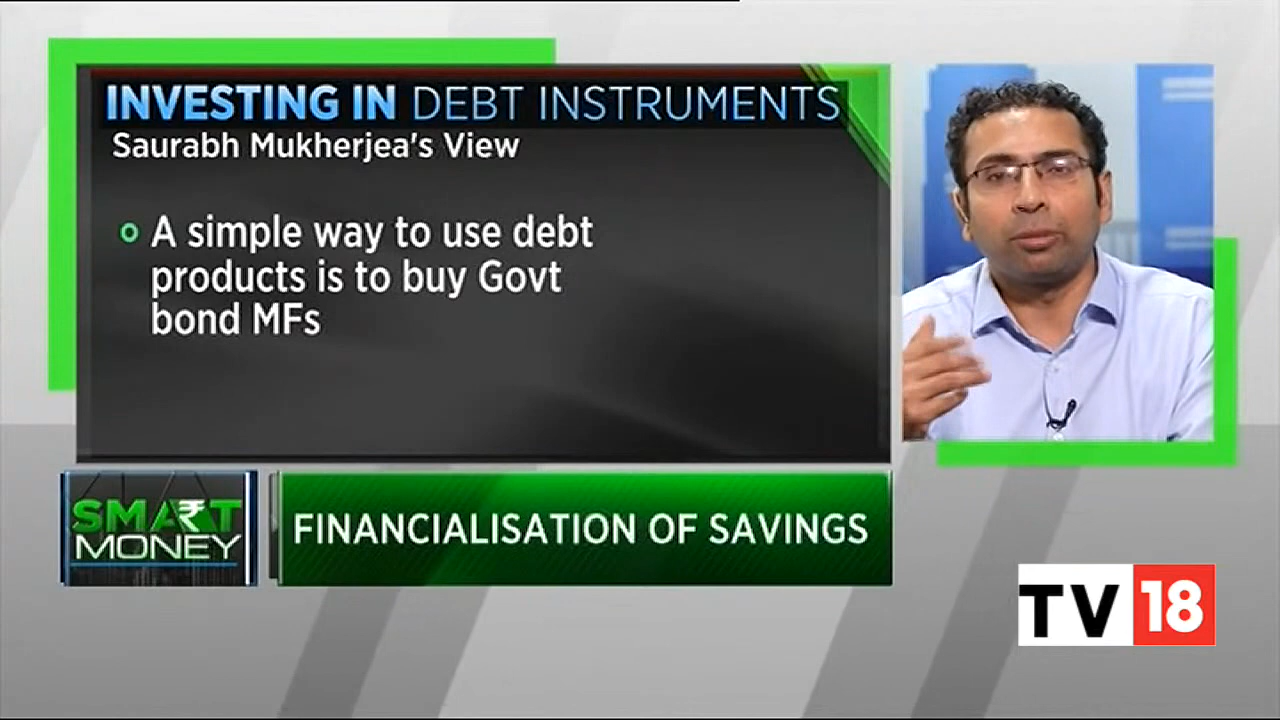 INVESTING IN DEBT INSTRUMENTS
Saurabh Mukherjea's View
A simple way to use debt
products is to buy Govt
bond MFs
SMA₹T
MONEY
FINANCIALISATION OF SAVINGS
TV18